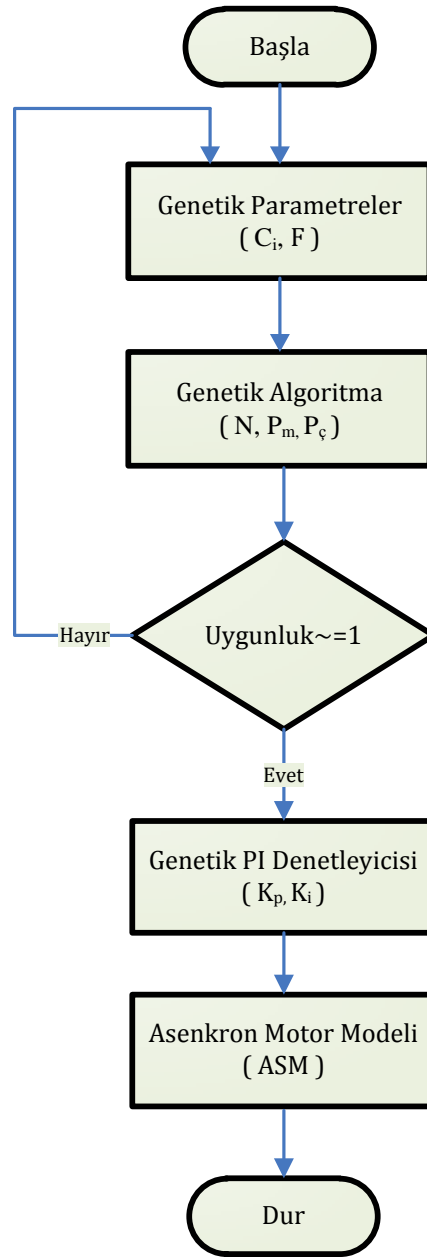 Başla
Genetik Parametreler
( Cᵢ, F )
Genetik Algoritma
( N, Pₘ, P_ç )
Uygunluk~=1
Hayır
Evet
Genetik PI Denetleyicisi
( Kₚ, Kᵢ )
Asenkron Motor Modeli
( ASM )
Dur